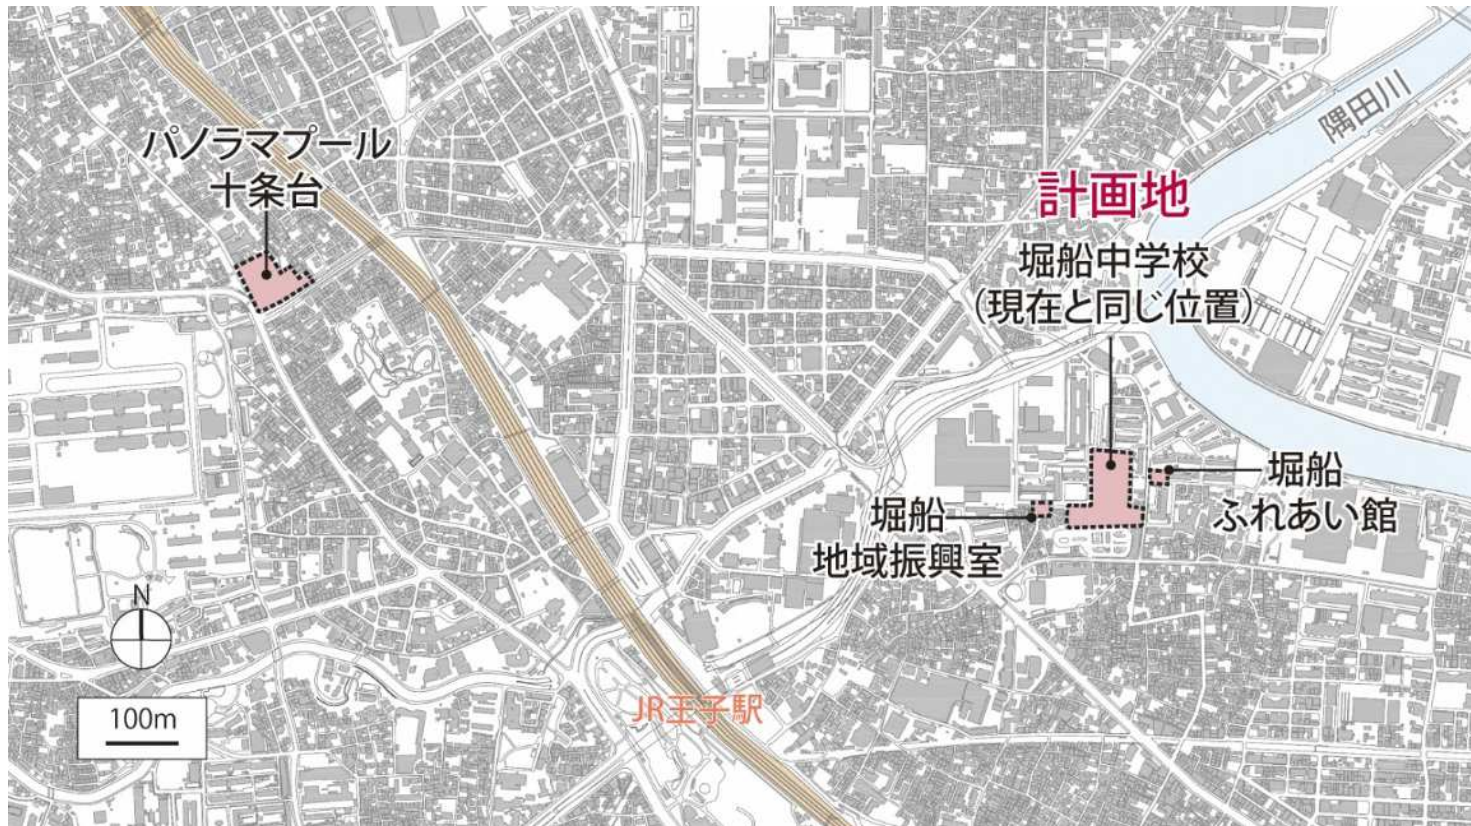 パノラマプール
十条台
隅田川
計画地
堀船中学校
（現在と同じ位置）
堀船
地域振興室
堀船
ふれあい館
N
100m
JR王子駅